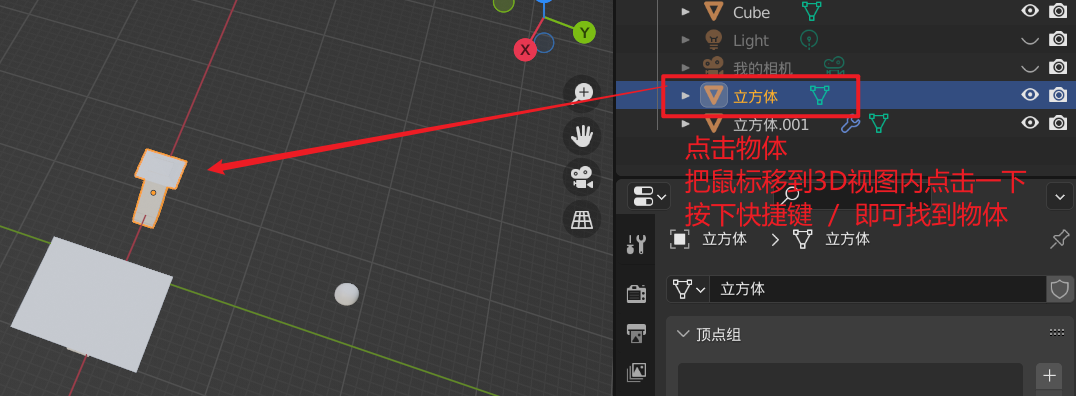 Cube
Light
我的相机
立方体
立方体.001
点击物体
把鼠标移到3D视图内点击一下
按下快捷键 / 即可找到物体
X
Y
立方体 > 立方体
立方体
顶点组